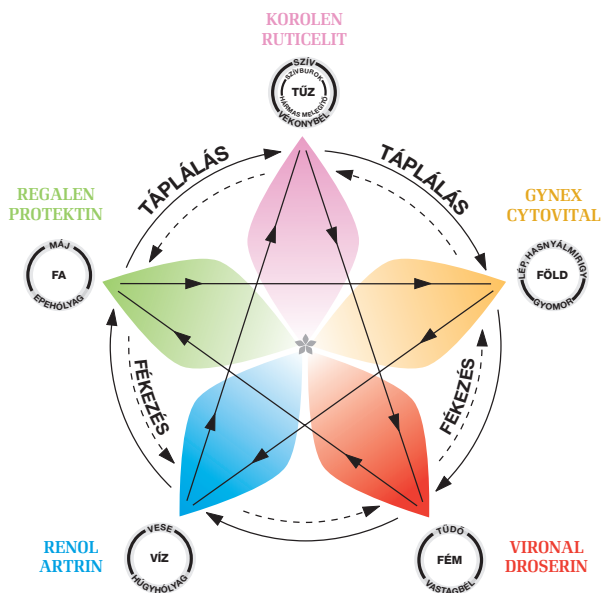 KOROLEN
RUTICELIT
SZÍV
SZÍVBUROK
TŰZ
HÁRMAS MELEGÍTŐ
VÉKONYBÉL
TÁPLÁLÁS
TÁPLÁLÁS
REGALEN
PROTEKTIN
MÁJ
FA
EPEHÓLYAG
GYNEX
CYTOVITAL
LÉP, HASNYÁLMIRIGY
FÖLD
GYOMOR
FÉKEZÉS
FÉKEZÉS
RENOL
ARTRIN
VESE
VÍZ
HÚGYHÓLYAG
TÜDŐ
FÉM
VASTAGBÉL
VIRONAL
DROSERIN